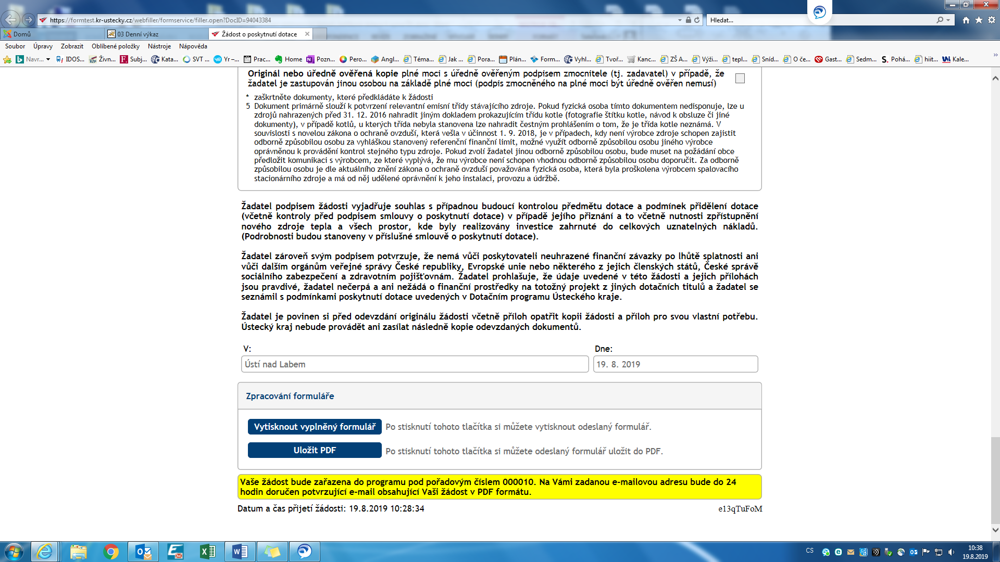 https://formtest.kr-ustecky.cz/webfiller/formservice/filler.open?DocID=94043384
Hledat...
Domů
03 Denní výkaz
Žádost o poskytnutí dotace
Soubor Úpravy Zobrazit Oblíbené položky Nástroje Nápověda
Navr... IDOS... Živn... Subj... Kata... SVT ... Yr –... Prac... Home Pozn... Pero... Angl... Téma... Jak ... Pora... Plán... Form... Vyhl... Tvoř... Kanc... ZŠ A... Výži... tepl... Sníd... O če... Gast... Sedm... Pohá... hiit... Kale...
Originál nebo úředně ověřená kopie plné moci s úředně ověřeným podpisem zmocnitele (tj. zadavatel) v případě, že
žadatel je zastupován jinou osobou na základě plné moci (podpis zmocněného na plné moci být úředně ověřen nemusí)
* zaškrtněte dokumenty, které předkládáte k žádosti
5 Dokument primárně slouží k potvrzení relevantní emisní třídy stávajícího zdroje. Pokud fyzická osoba tímto dokumentem nedisponuje, lze u
zdrojů nahrazených před 31. 12. 2016 nahradit jiným dokladem prokazujícím třídu kotle (fotografie štítku kotle, návod k obsluze či jiné
dokumenty), v případě kotlů, u kterých třída nebyla stanovena lze nahradit čestným prohlášením o tom, že je třída kotle neznámá. V
souvislosti s novelou zákona o ochraně ovzduší, která vešla v účinnost 1. 9. 2018, je v případech, kdy není výrobce zdroje schopen zajistit
odborně způsobilou osobu za vyhláškou stanovený referenční finanční limit, možné využít odborně způsobilou osobu jiného výrobce
oprávněnou k provádění kontrol stejného typu zdroje. Pokud zvolí žadatel jinou odborně způsobilou osobu, bude muset na požádání obce
předložit komunikaci s výrobcem, ze které vyplývá, že mu výrobce není schopen vhodnou odborně způsobilou osobu doporučit. Za odborně
způsobilou osobu je dle aktuálního znění zákona o ochraně ovzduší považována fyzická osoba, která byla proškolena výrobcem spalovacího
stacionárního zdroje a má od něj udělené oprávnění k jeho instalaci, provozu a údržbě.
Žadatel podpisem žádosti vyjadřuje souhlas s případnou budoucí kontrolou předmětu dotace a podmínek přidělení dotace
(včetně kontroly před podpisem smlouvy o poskytnutí dotace) v případě jejího přiznání a to včetně nutnosti zpřístupnění
nového zdroje tepla a všech prostor, kde byly realizovány investice zahrnuté do celkových uznatelných nákladů.
(Podrobnosti budou stanoveny v příslušné smlouvě o poskytnutí dotace).
Žadatel zároveň svým podpisem potvrzuje, že nemá vůči poskytovateli neuhrazené finanční závazky po lhůtě splatnosti ani
vůči dalším orgánům veřejné správy České republiky, Evropské unie nebo některého z jejich členských států, České správě
sociálního zabezpečení a zdravotním pojišťovnám. Žadatel prohlašuje, že údaje uvedené v této žádosti a jejich přílohách
jsou pravdivé, žadatel nečerpá a ani nežádá o finanční prostředky na totožný projekt z jiných dotačních titulů a žadatel se
seznámil s podmínkami poskytnutí dotace uvedených v Dotačním programu Ústeckého kraje.
Žadatel je povinen si před odevzdání originálu žádosti včetně příloh opatřit kopii žádosti a příloh pro svou vlastní potřebu.
Ústecký kraj nebude provádět ani zasílat následně kopie odevzdaných dokumentů.
V: Dne:
Ústí nad Labem 19. 8. 2019
Zpracování formuláře
Vytisknout vyplněný formulář Po stisknutí tohoto tlačítka si můžete vytisknout odeslaný formulář.
Uložit PDF Po stisknutí tohoto tlačítka si můžete odeslaný formulář uložit do PDF.
Vaše žádost bude zařazena do programu pod pořadovým číslem 000010. Na Vámi zadanou e-mailovou adresu bude do 24
hodin doručen potvrzující e-mail obsahující Vaši žádost v PDF formátu.
Datum a čas přijetí žádosti: 19.8.2019 10:28:34 e13qTuFoM
CS
10:38
19.8.2019